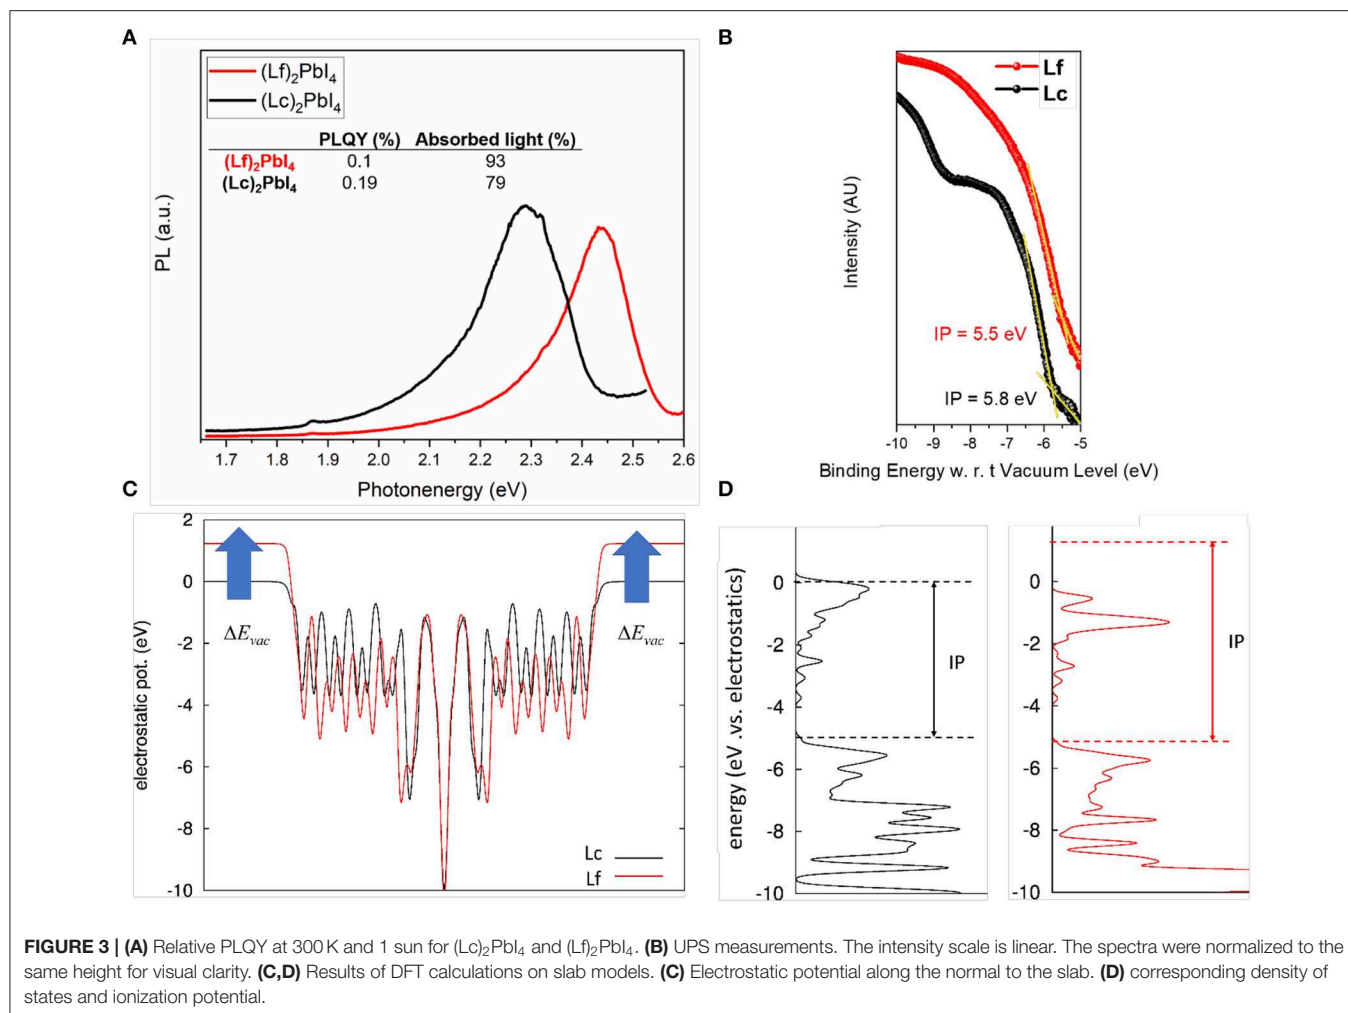 A
(Lf)₂PbI₄
(Lc)₂PbI₄
PLQY (%) Absorbed light (%)
(Lf)₂PbI₄ 0.1 93
(Lc)₂PbI₄ 0.19 79
PL (a.u.)
1.7 1.8 1.9 2.0 2.1 2.2 2.3 2.4 2.5 2.6
Photonenergy (eV)
B
Lf
Lc
Intensity (AU)
IP = 5.5 eV
IP = 5.8 eV
-10 -9 -8 -7 -6 -5
Binding Energy w. r. t Vacuum Level (eV)
C
2
0
-2
-4
-6
-8
-10
electrostatic pot. (eV)
ΔEvac
ΔEvac
Lc
Lf
D
energy (eV .vs. electrostatics)
0
-2
-4
-6
-8
-10
IP
0
-2
-4
-6
-8
-10
IP
FIGURE 3 | (A) Relative PLQY at 300 K and 1 sun for (Lc)₂PbI₄ and (Lf)₂PbI₄. (B) UPS measurements. The intensity scale is linear. The spectra were normalized to the
same height for visual clarity. (C,D) Results of DFT calculations on slab models. (C) Electrostatic potential along the normal to the slab. (D) corresponding density of
states and ionization potential.